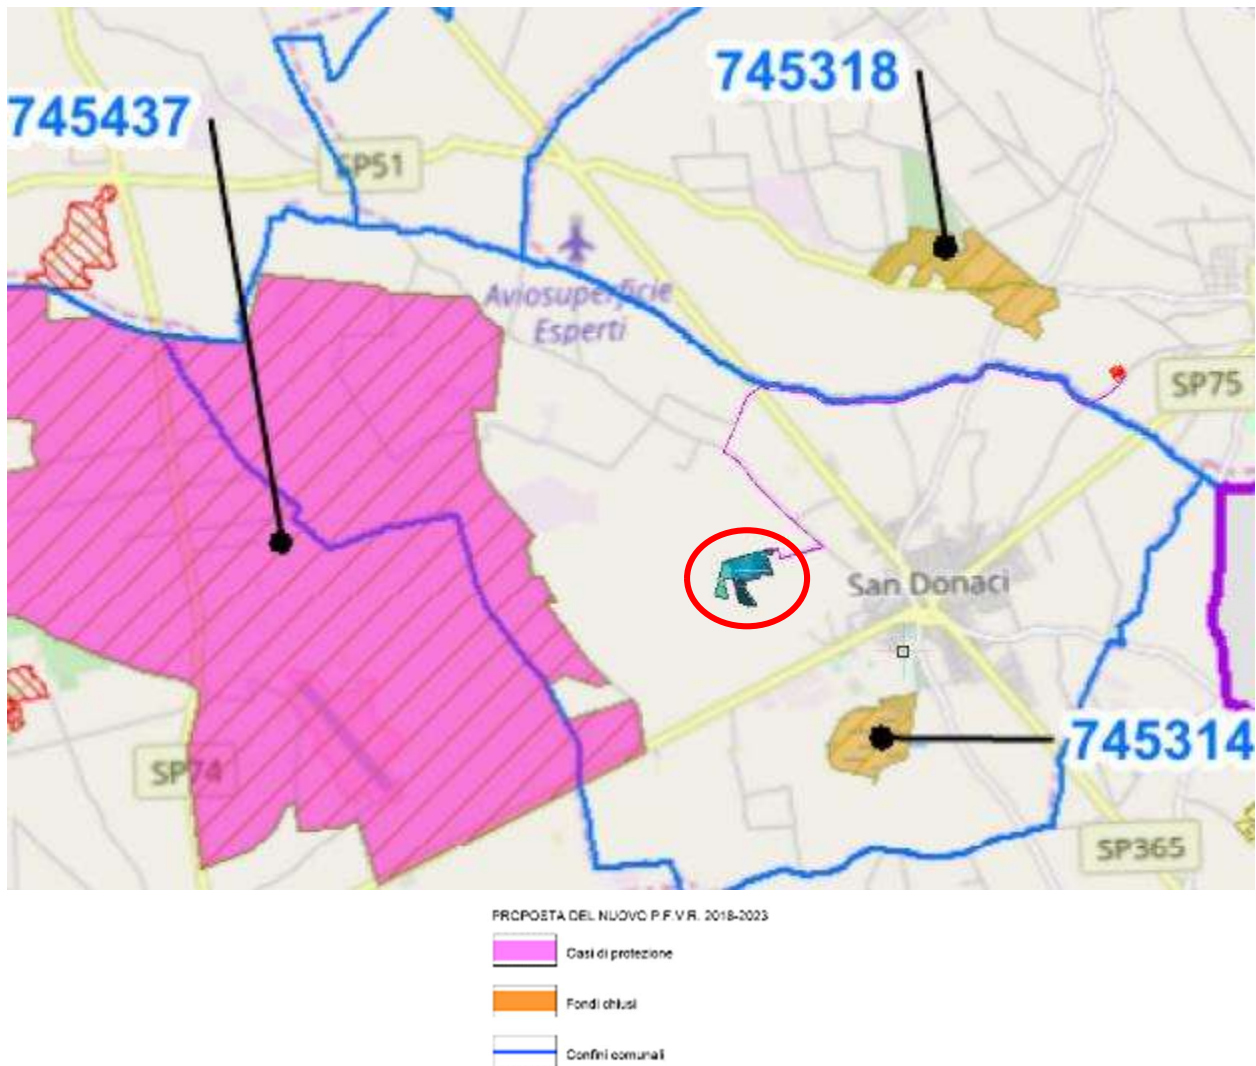 745318
745437
SP51
Aviosuperficie
Esperti
SP75
San Donaci
745314
SP74
SP365
PROPOSTA DEL NUOVO P.F.V.R. 2018-2023
Oasi di protezione
Fondi chiusi
Confini comunali